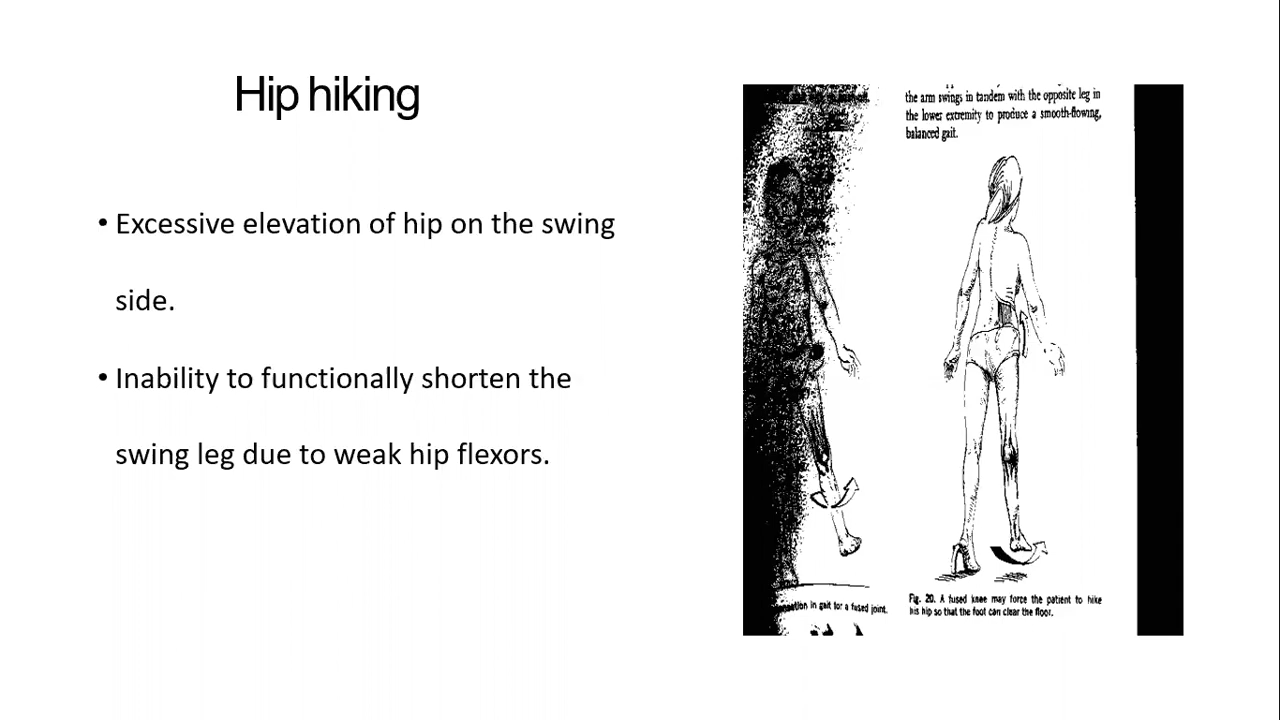 Hip hiking
• Excessive elevation of hip on the swing
side.
• Inability to functionally shorten the
swing leg due to weak hip flexors.
the arm swings in tandem with the opposite leg in
the lower extremity to produce a smooth-flowing,
balanced gait.
Fig. 20. A fused knee may force the patient to hike
his hip so that the foot can clear the floor.
in gait for a fused joint.